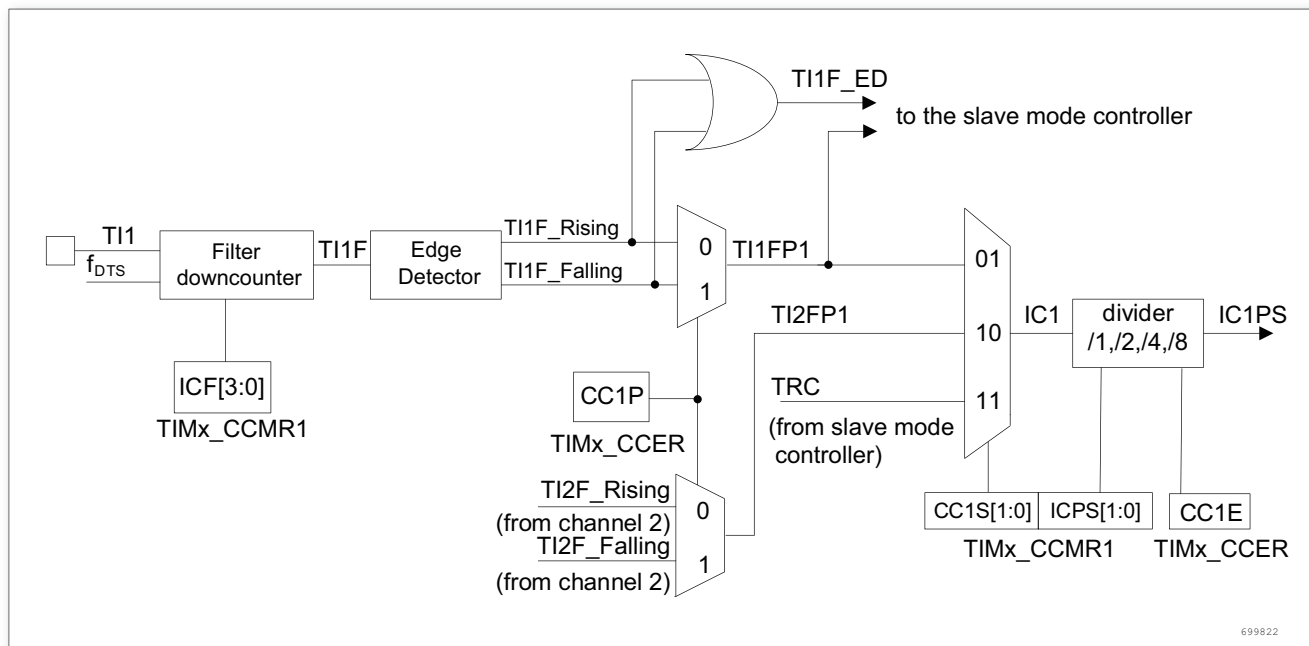 TI1F_ED
to the slave mode controller
TI1
fDTS
Filter
downcounter
TI1F
Edge
Detector
TI1F_Rising
TI1F_Falling
0
1
TI1FP1
TI2FP1
TRC
(from slave mode
controller)
01
10
11
IC1
divider
/1,/2,/4,/8
IC1PS
ICF[3:0]
TIMx_CCMR1
CC1P
TIMx_CCER
TI2F_Rising
(from channel 2)
TI2F_Falling
(from channel 2)
0
1
CC1S[1:0]
ICPS[1:0]
TIMx_CCMR1
CC1E
TIMx_CCER
699822